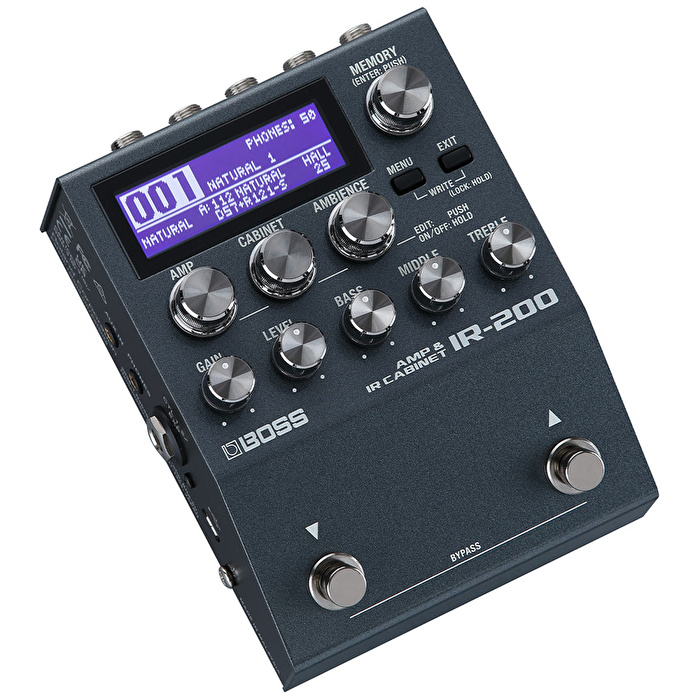 MEMORY
(ENTER: PUSH)
PHONES: 50
001 NATURAL 1
NATURAL A:112 NATURAL HALL
DS7+R121-S 25
MENU
EXIT
WRITE
(LOCK: HOLD)
AMP
CABINET
AMBIENCE
EDIT: PUSH
ON/OFF: HOLD
GAIN
LEVEL
BASS
MIDDLE
TREBLE
BOSS
AMP &
IR CABINET
IR-200
▼
▲
BYPASS